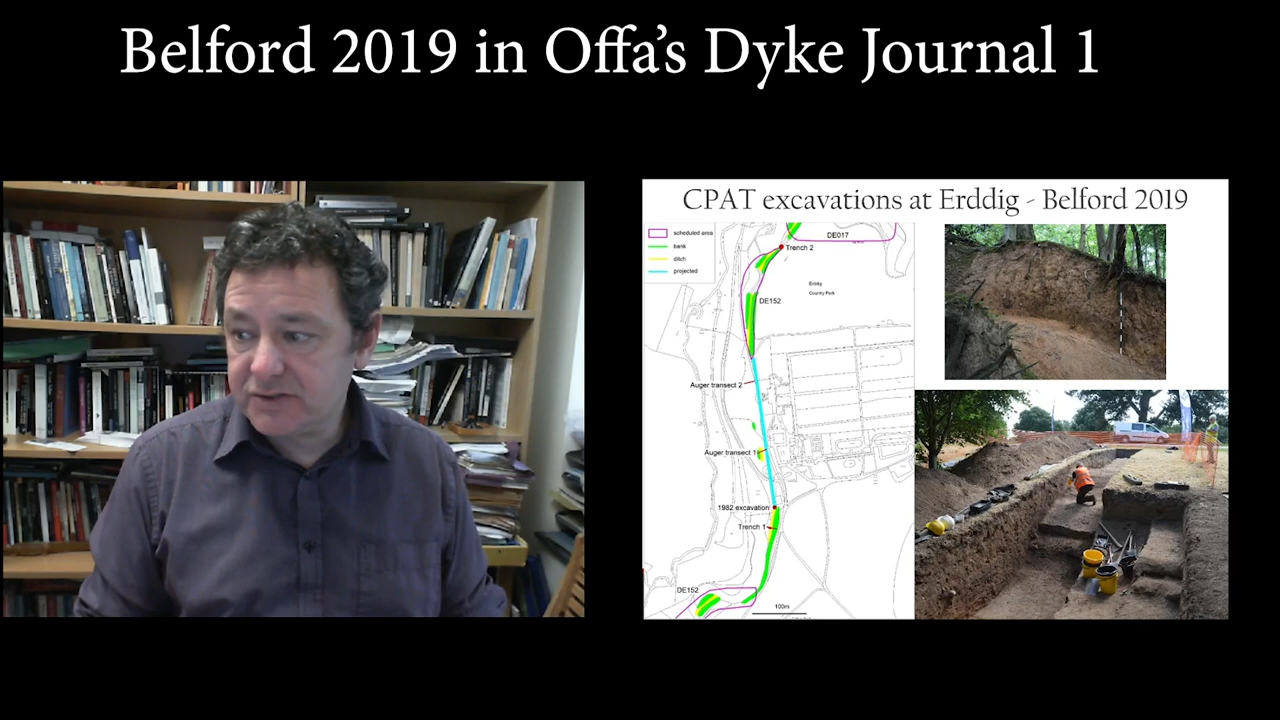 Belford 2019 in Offa's Dyke Journal 1
CPAT excavations at Erddig - Belford 2019
scheduled area
bank
ditch
projected
DE017
Trench 2
Erddig
Country Park
DE152
Auger transect 2
Auger transect 1
1982 excavation
Trench 1
DE152
100m